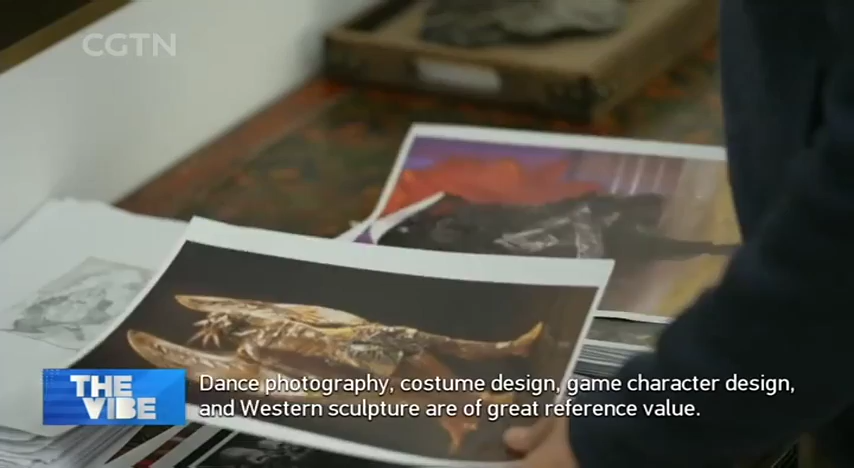 CGTN
THE
VIBE
Dance photography, costume design, game character design,
and Western sculpture are of great reference value.